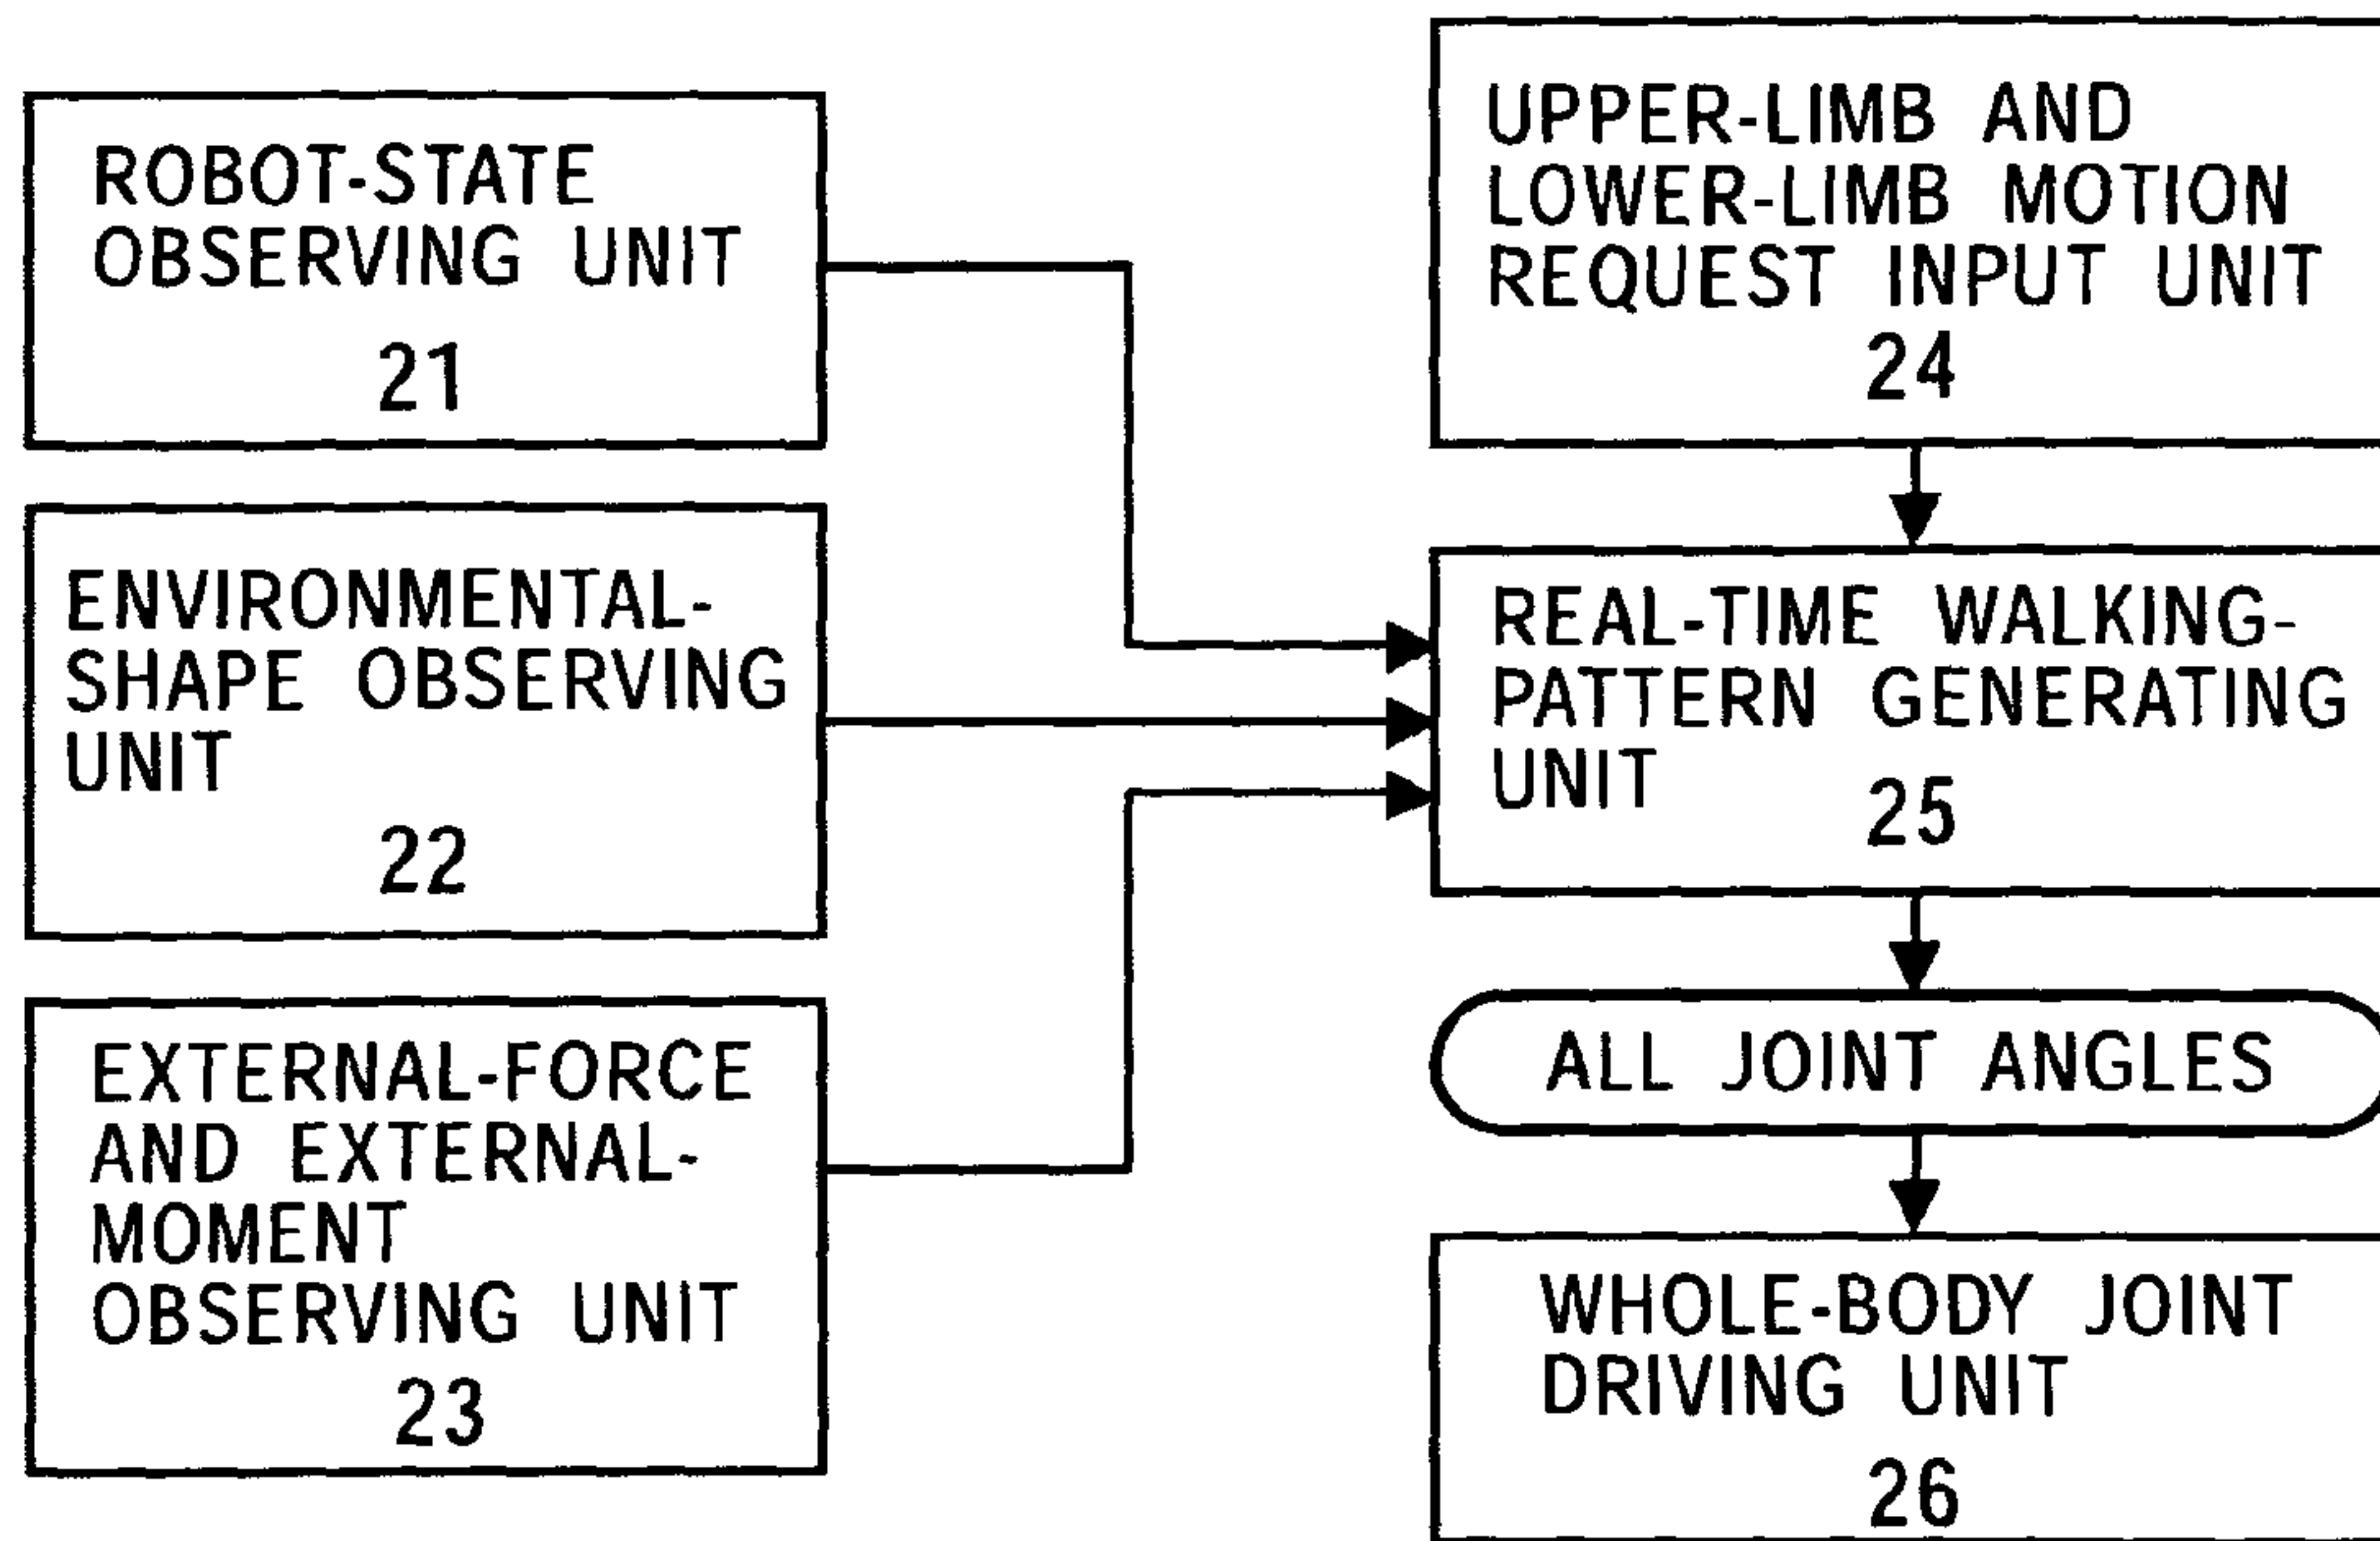 ROBOT-STATE
OBSERVING UNIT
21
ENVIRONMENTAL-
SHAPE OBSERVING
UNIT
22
EXTERNAL-FORCE
AND EXTERNAL-
MOMENT
OBSERVING UNIT
23
UPPER-LIMB AND
LOWER-LIMB MOTION
REQUEST INPUT UNIT
24
REAL-TIME WALKING-
PATTERN GENERATING
UNIT
25
ALL JOINT ANGLES
WHOLE-BODY JOINT
DRIVING UNIT
26